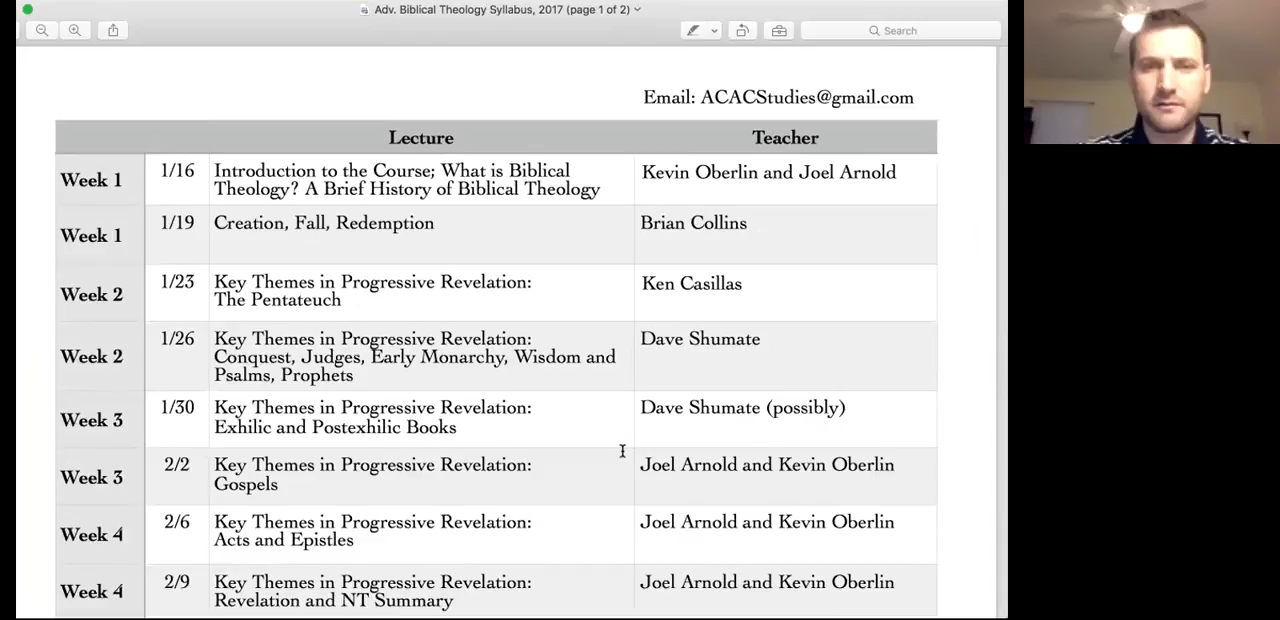 Adv. Biblical Theology Syllabus, 2017 (page 1 of 2)
Search
Email: ACACStudies@gmail.com
Lecture Teacher
Week 1 1/16 Introduction to the Course; What is Biblical Kevin Oberlin and Joel Arnold
Theology? A Brief History of Biblical Theology
Week 1 1/19 Creation, Fall, Redemption Brian Collins
Week 2 1/23 Key Themes in Progressive Revelation: Ken Casillas
The Pentateuch
Week 2 1/26 Key Themes in Progressive Revelation: Dave Shumate
Conquest, Judges, Early Monarchy, Wisdom and
Psalms, Prophets
Week 3 1/30 Key Themes in Progressive Revelation: Dave Shumate (possibly)
Exhilic and Postexhilic Books
Week 3 2/2 Key Themes in Progressive Revelation: Joel Arnold and Kevin Oberlin
Gospels
Week 4 2/6 Key Themes in Progressive Revelation: Joel Arnold and Kevin Oberlin
Acts and Epistles
Week 4 2/9 Key Themes in Progressive Revelation: Joel Arnold and Kevin Oberlin
Revelation and NT Summary